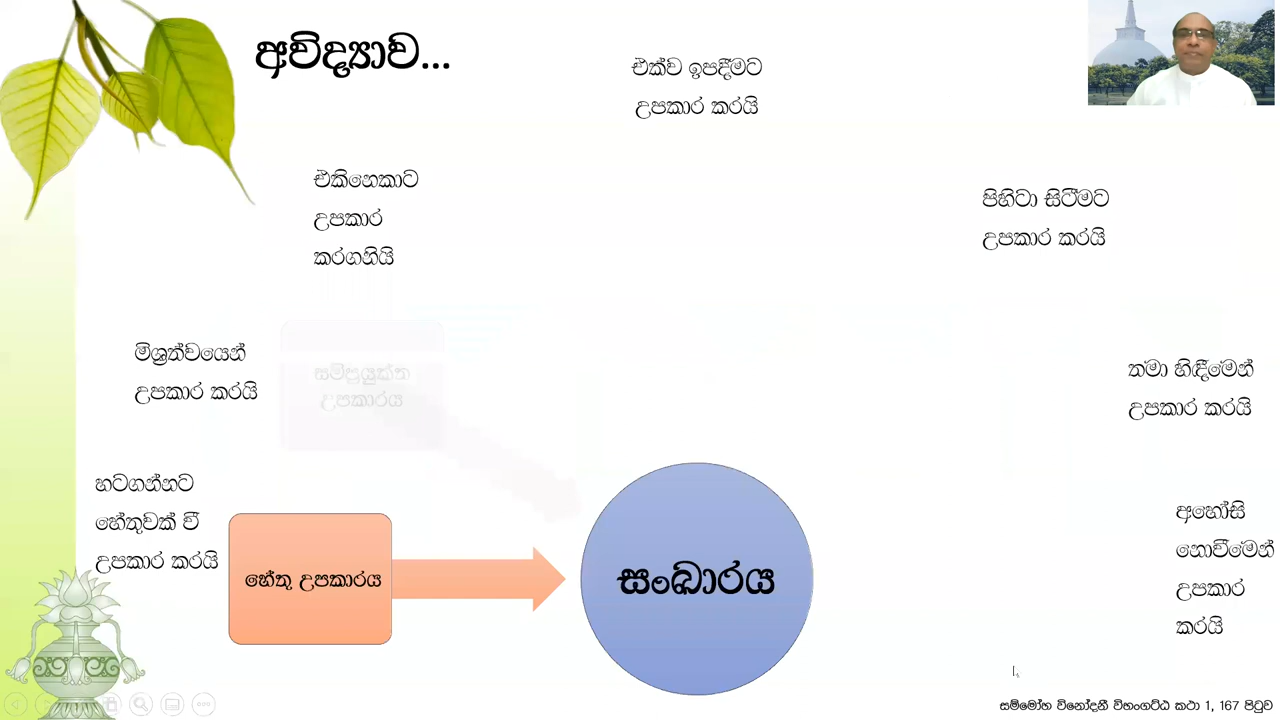 අවිද්‍යාව...
එක්ව ඉපදීමට
උපකාර කරයි
එකිනෙකාට
උපකාර
කරගනියි
පිහිටා සිටීමට
උපකාර කරයි
මිශ්‍රත්වයෙන්
උපකාර කරයි
සම්ප්‍රයුක්ත
උපකාරය
තමා හිඳීමෙන්
උපකාර කරයි
හටගන්නට
හේතුවක් වී
උපකාර කරයි
හේතු උපකාරය
සංඛාරය
අහෝසි
නොවීමෙන්
උපකාර
කරයි
සම්මෝහ විනෝදනී විභංගට්ඨ කථා 1, 167 පිටුව